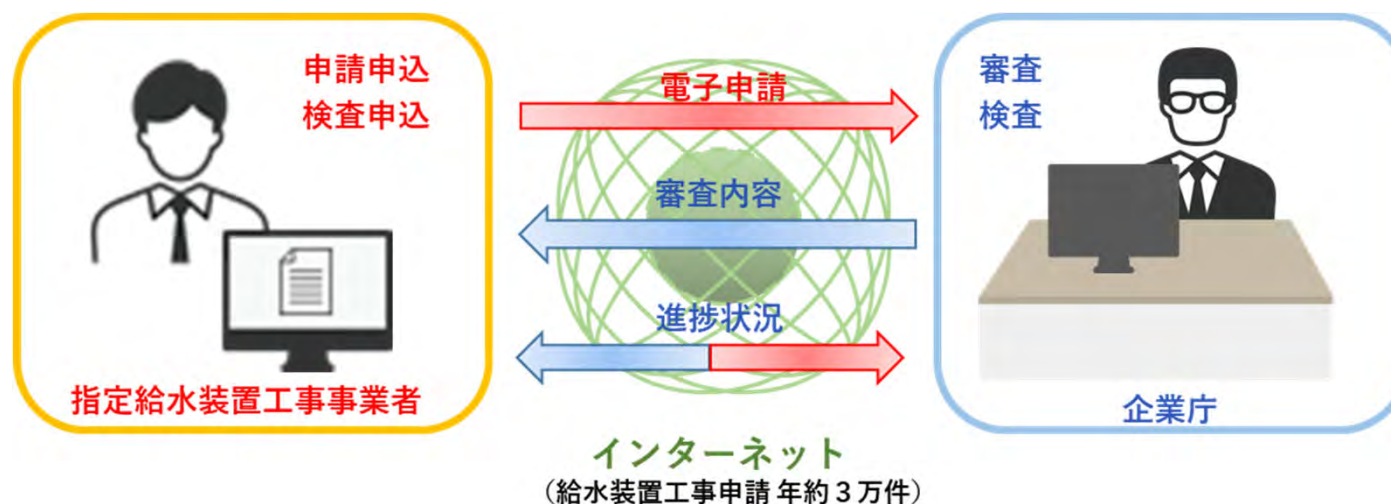 申請申込
検査申込
指定給水装置工事事業者
電子申請
審査内容
進捗状況
インターネット
（給水装置工事申請 年約３万件）
審査
検査
企業庁